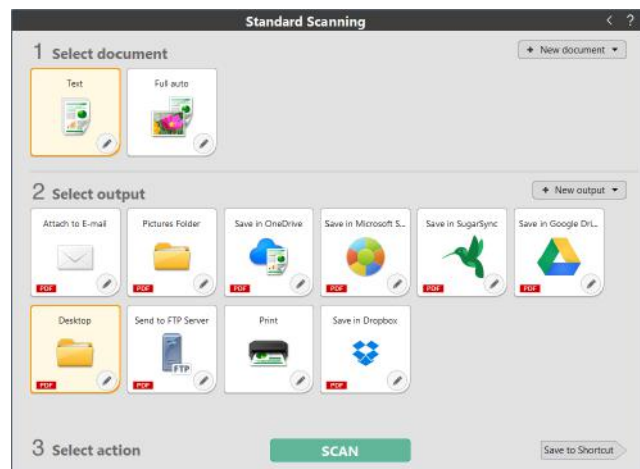 Standard Scanning < ?
1 Select document + New document
Text Full auto
2 Select output + New output
Attach to E-mail Pictures Folder Save in OneDrive Save in Microsoft S... Save in SugarSync Save in Google Dri...
PDF PDF PDF PDF PDF PDF
Desktop Send to FTP Server Print Save in Dropbox
FTP
PDF PDF PDF
3 Select action SCAN Save to Shortcut